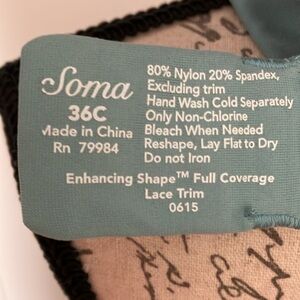 Soma
36C
Made in China
Rn 79984
80% Nylon 20% Spandex,
Excluding trim
Hand Wash Cold Separately
Only Non-Chlorine
Bleach When Needed
Reshape, Lay Flat to Dry
Do not Iron
Enhancing Shape™ Full Coverage
Lace Trim
0615